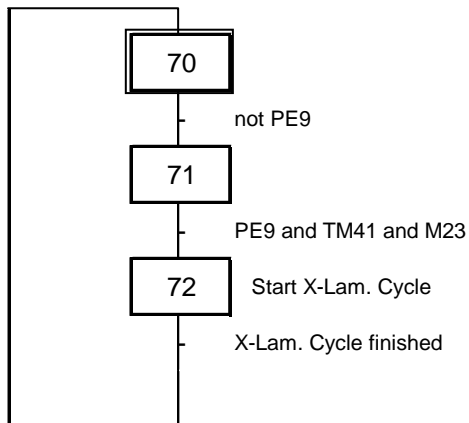 70
not PE9
71
PE9 and TM41 and M23
72 Start X-Lam. Cycle
X-Lam. Cycle finished